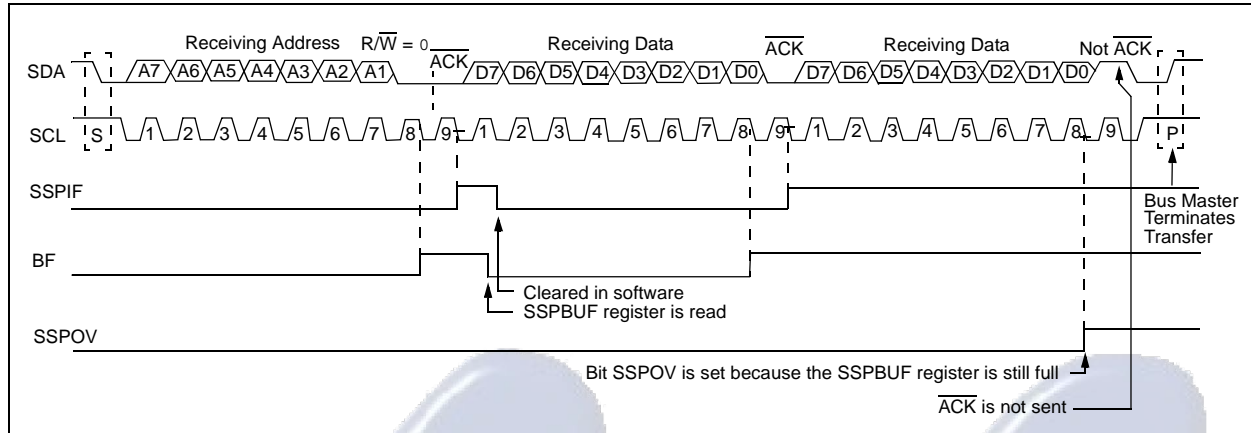 Receiving Address R/W̅ = 0 A̅C̅K̅ Receiving Data A̅C̅K̅ Receiving Data Not A̅C̅K̅
SDA A7 A6 A5 A4 A3 A2 A1 D7 D6 D5 D4 D3 D2 D1 D0 D7 D6 D5 D4 D3 D2 D1 D0
SCL S 1 2 3 4 5 6 7 8 9 1 2 3 4 5 6 7 8 9 1 2 3 4 5 6 7 8 9 P
SSPIF
Bus Master
Terminates
Transfer
BF
Cleared in software
SSPBUF register is read
SSPOV
Bit SSPOV is set because the SSPBUF register is still full
A̅C̅K̅ is not sent